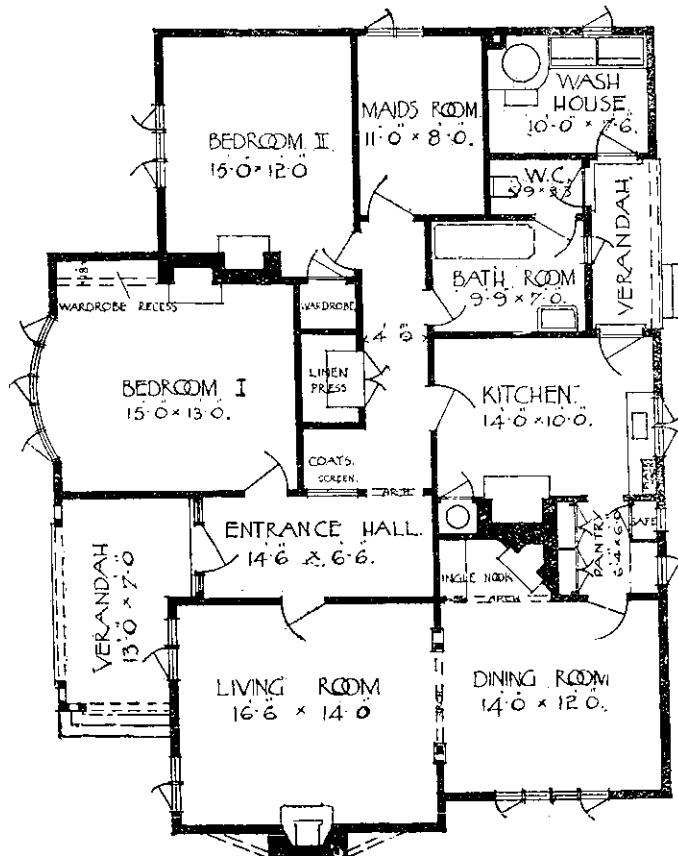 BEDROOM II
15·0 × 12·0
MAIDS ROOM
11·0 × 8·0.
WASH
HOUSE
10·0 × 7·6.
W.C.
VERANDAH.
BATH ROOM
9·9 × 7·0.
WARDROBE RECESS
WARDROBE
4·0
LINEN
PRESS
BEDROOM I
15·0 × 13·0.
KITCHEN.
14·0 × 10·0.
COATS.
SCREEN.
ARCH
ENTRANCE HALL.
14·6 × 6·6.
SAFE
PANTRY
6·4 × 6·0
INGLE NOOK
ARCH
VERANDAH
13·0 × 7·0
LIVING ROOM
16·6 × 14·0
DINING ROOM
14·0 × 12·0.